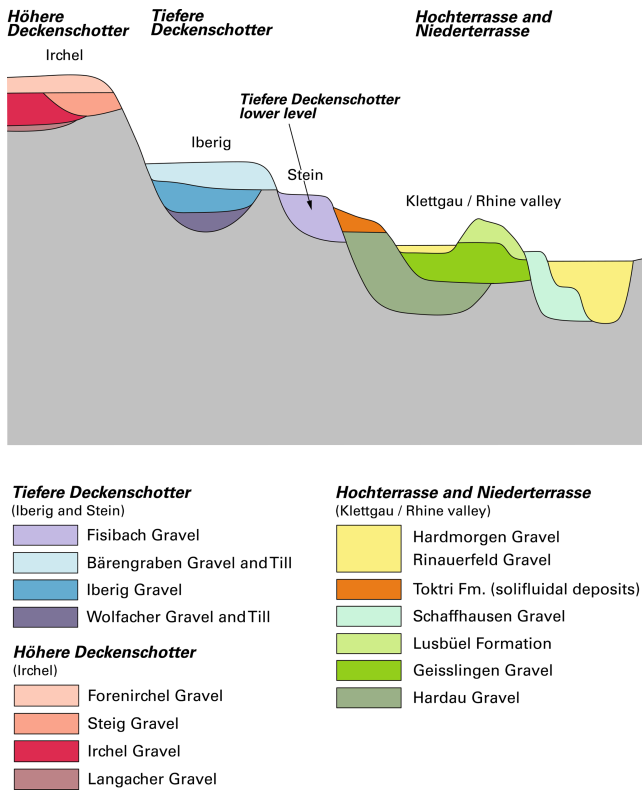 Höhere
Deckenschotter
Tiefere
Deckenschotter
Hochterrasse and
Niederterrasse
Irchel
Tiefere Deckenschotter
lower level
Iberig
Stein
Klettgau / Rhine valley
Tiefere Deckenschotter
(Iberig and Stein)
Fisibach Gravel
Bärengraben Gravel and Till
Iberig Gravel
Wolfacher Gravel and Till
Höhere Deckenschotter
(Irchel)
Forenirchel Gravel
Steig Gravel
Irchel Gravel
Langacher Gravel
Hochterrasse and Niederterrasse
(Klettgau / Rhine valley)
Hardmorgen Gravel
Rinauerfeld Gravel
Toktri Fm. (solifluidal deposits)
Schaffhausen Gravel
Lusbüel Formation
Geisslingen Gravel
Hardau Gravel